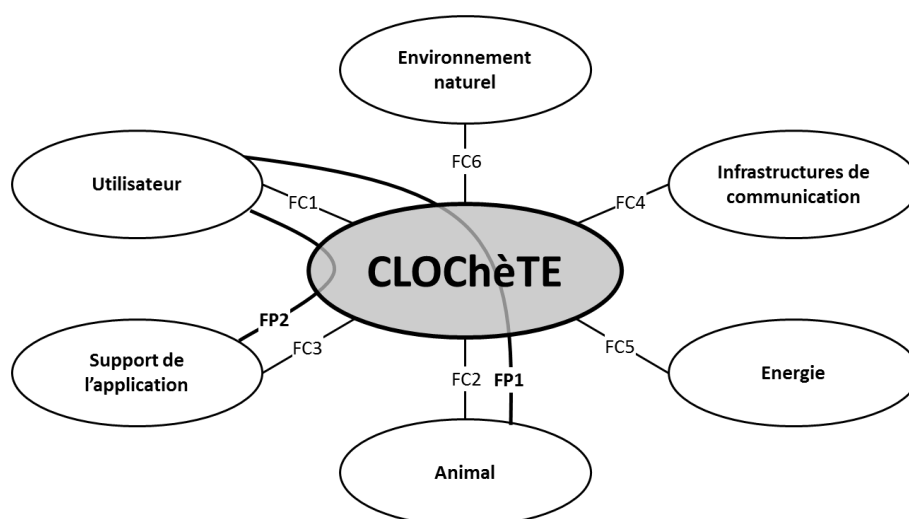 Environnement
naturel
FC6
Utilisateur
FC1
Infrastructures de
communication
FC4
CLOChèTE
FP2
FC3
Support de
l'application
FC5
Energie
FC2
FP1
Animal